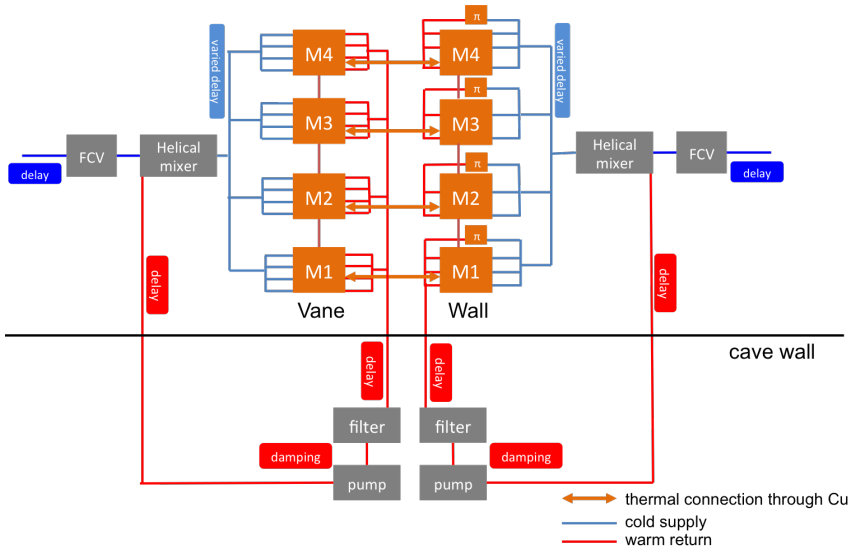 π
M4
M4
varied delay
varied delay
π
M3
M3
FCV
Helical
mixer
Helical
mixer
FCV
delay
delay
π
M2
M2
π
M1
M1
delay
delay
Vane
Wall
cave wall
delay
delay
filter
filter
damping
damping
pump
pump
thermal connection through Cu
cold supply
warm return